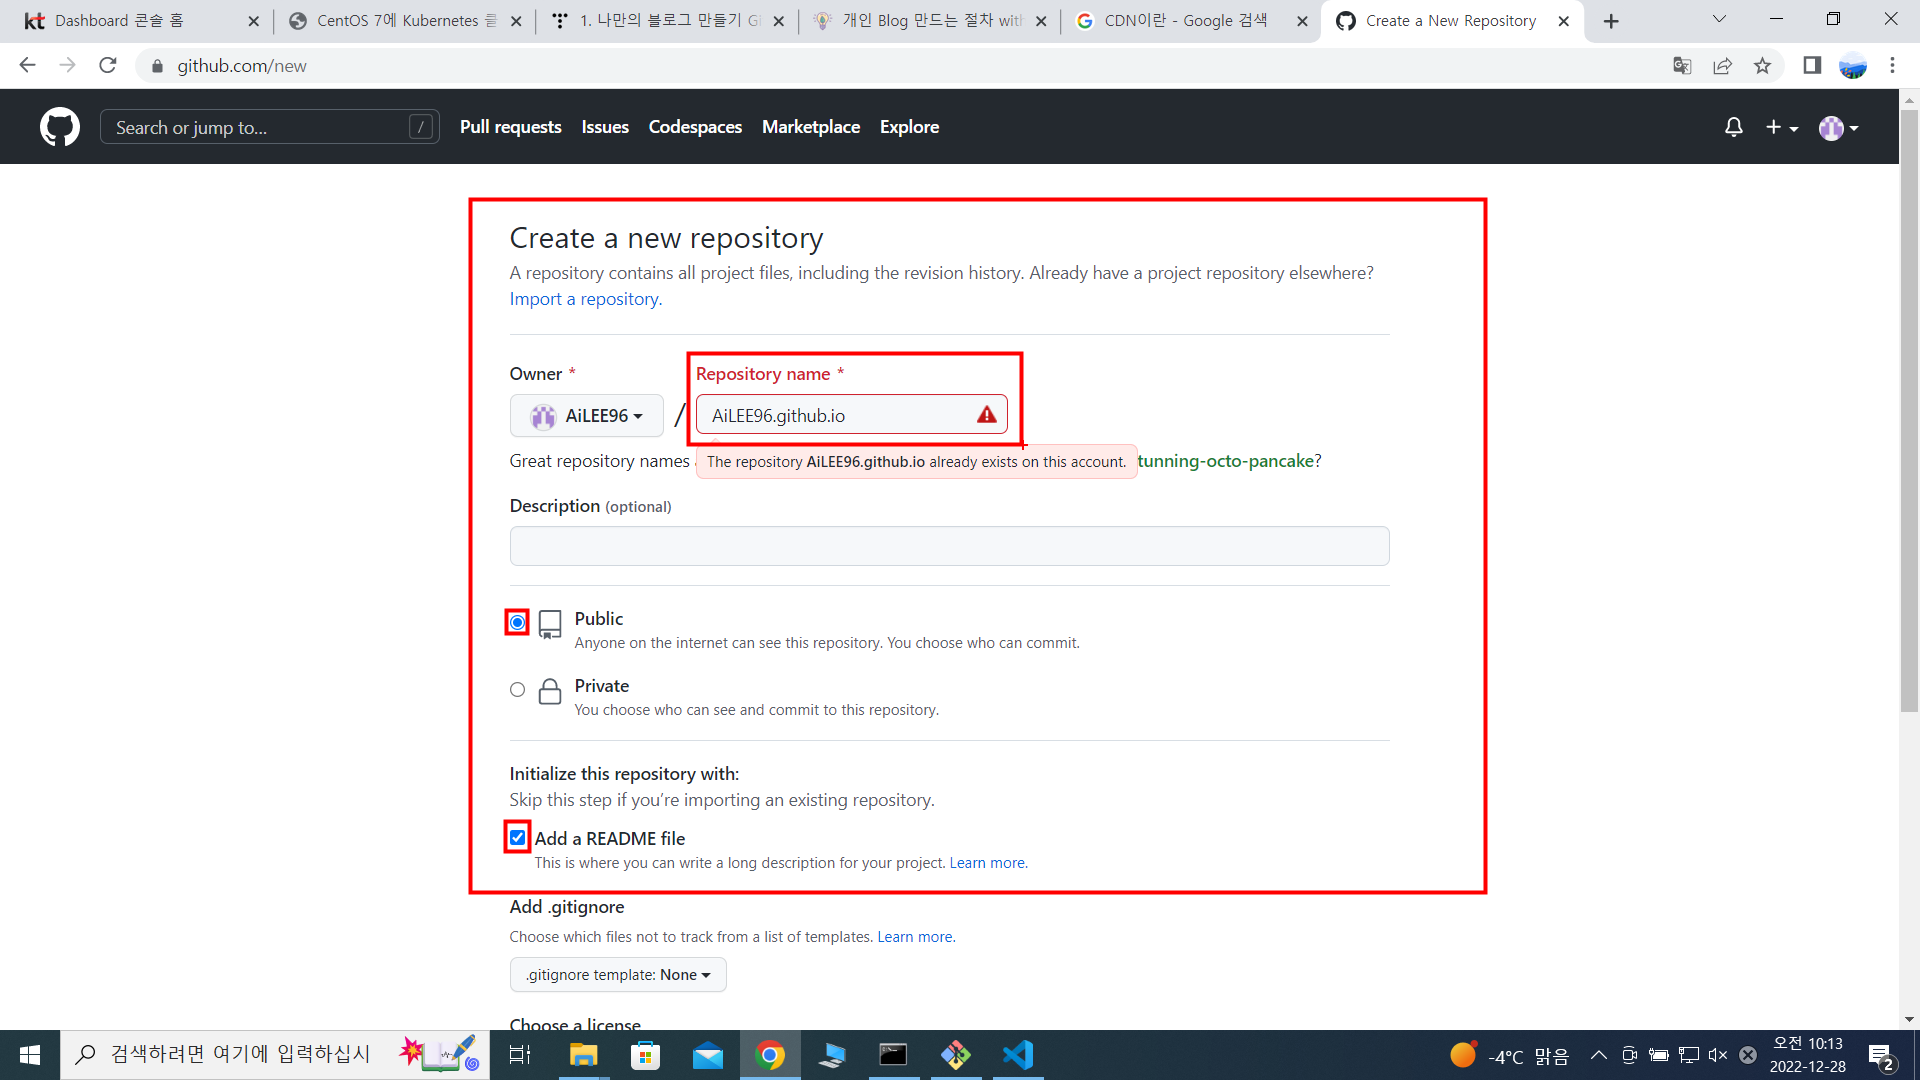 kt Dashboard 콘솔 홈
CentOS 7에 Kubernetes 클
1. 나만의 블로그 만들기 GI
개인 Blog 만드는 절차 with
CDN이란 - Google 검색
Create a New Repository
github.com/new
Search or jump to... /
Pull requests
Issues
Codespaces
Marketplace
Explore
Create a new repository
A repository contains all project files, including the revision history. Already have a project repository elsewhere?
Import a repository.
Owner *
Repository name *
AiLEE96
/
AiLEE96.github.io
Great repository names
The repository AiLEE96.github.io already exists on this account.
tunning-octo-pancake?
Description (optional)
Public
Anyone on the internet can see this repository. You choose who can commit.
Private
You choose who can see and commit to this repository.
Initialize this repository with:
Skip this step if you’re importing an existing repository.
Add a README file
This is where you can write a long description for your project. Learn more.
Add .gitignore
Choose which files not to track from a list of templates. Learn more.
.gitignore template: None
Choose a license
검색하려면 여기에 입력하십시
-4°C 맑음
오전 10:13
2022-12-28
2